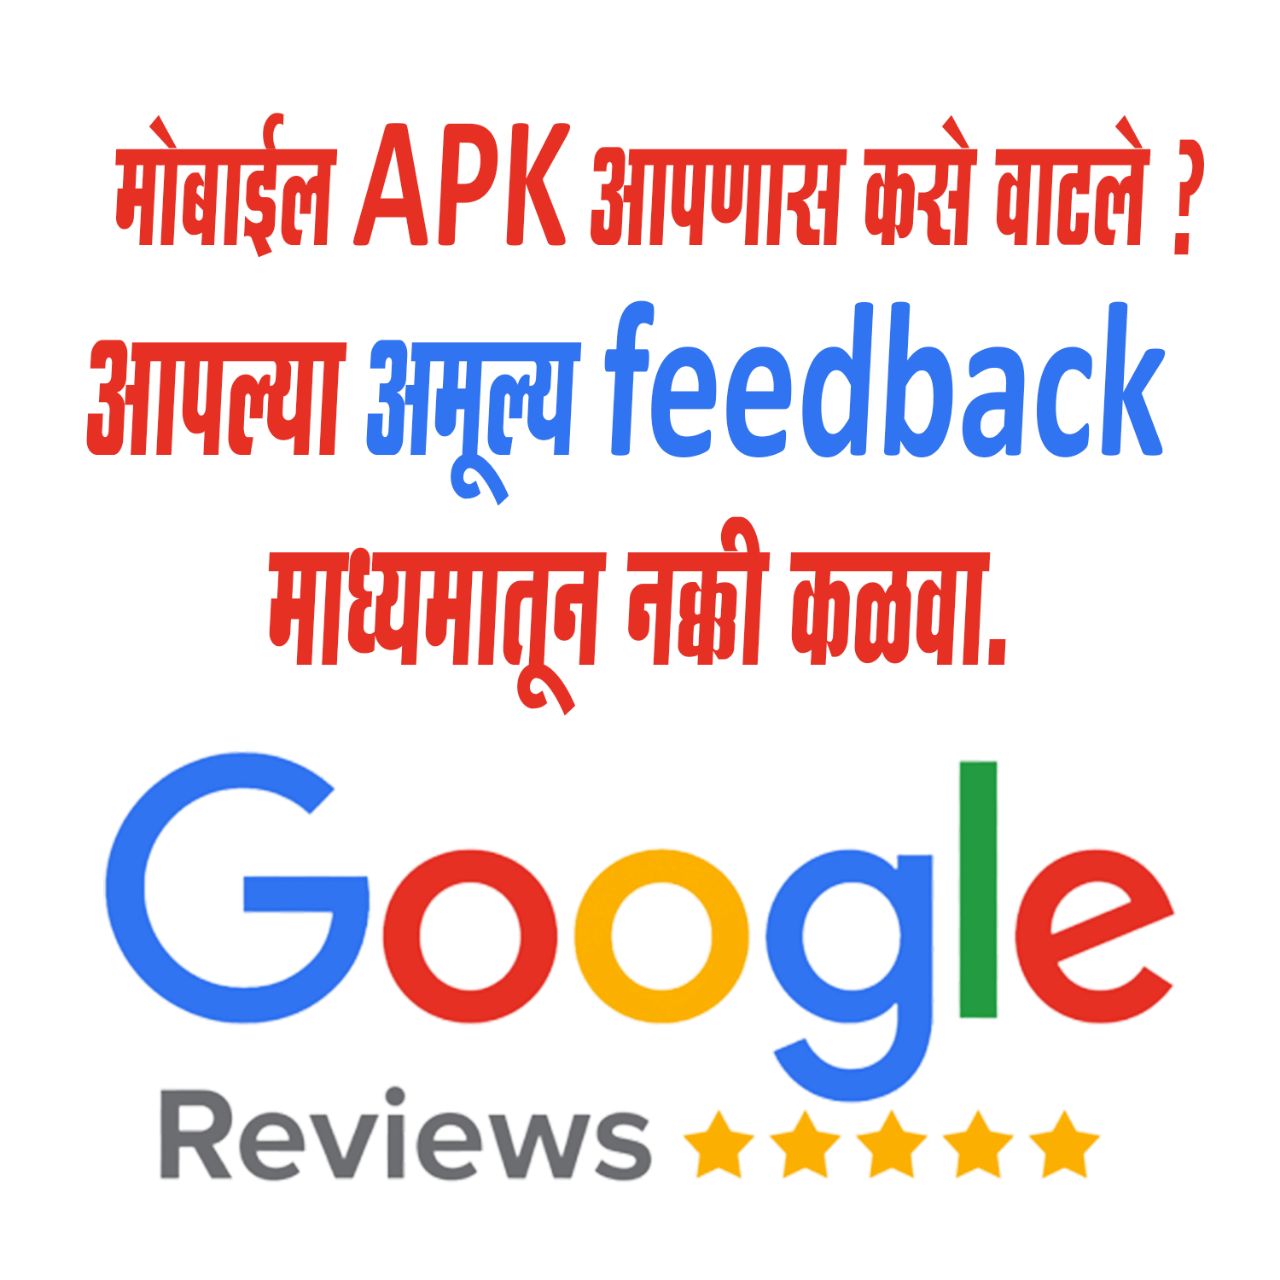 मोबाईल APK आपणास कसे वाटले ?
आपल्या अमूल्य feedback
माध्यमातून नक्की कळवा.
Google
Reviews